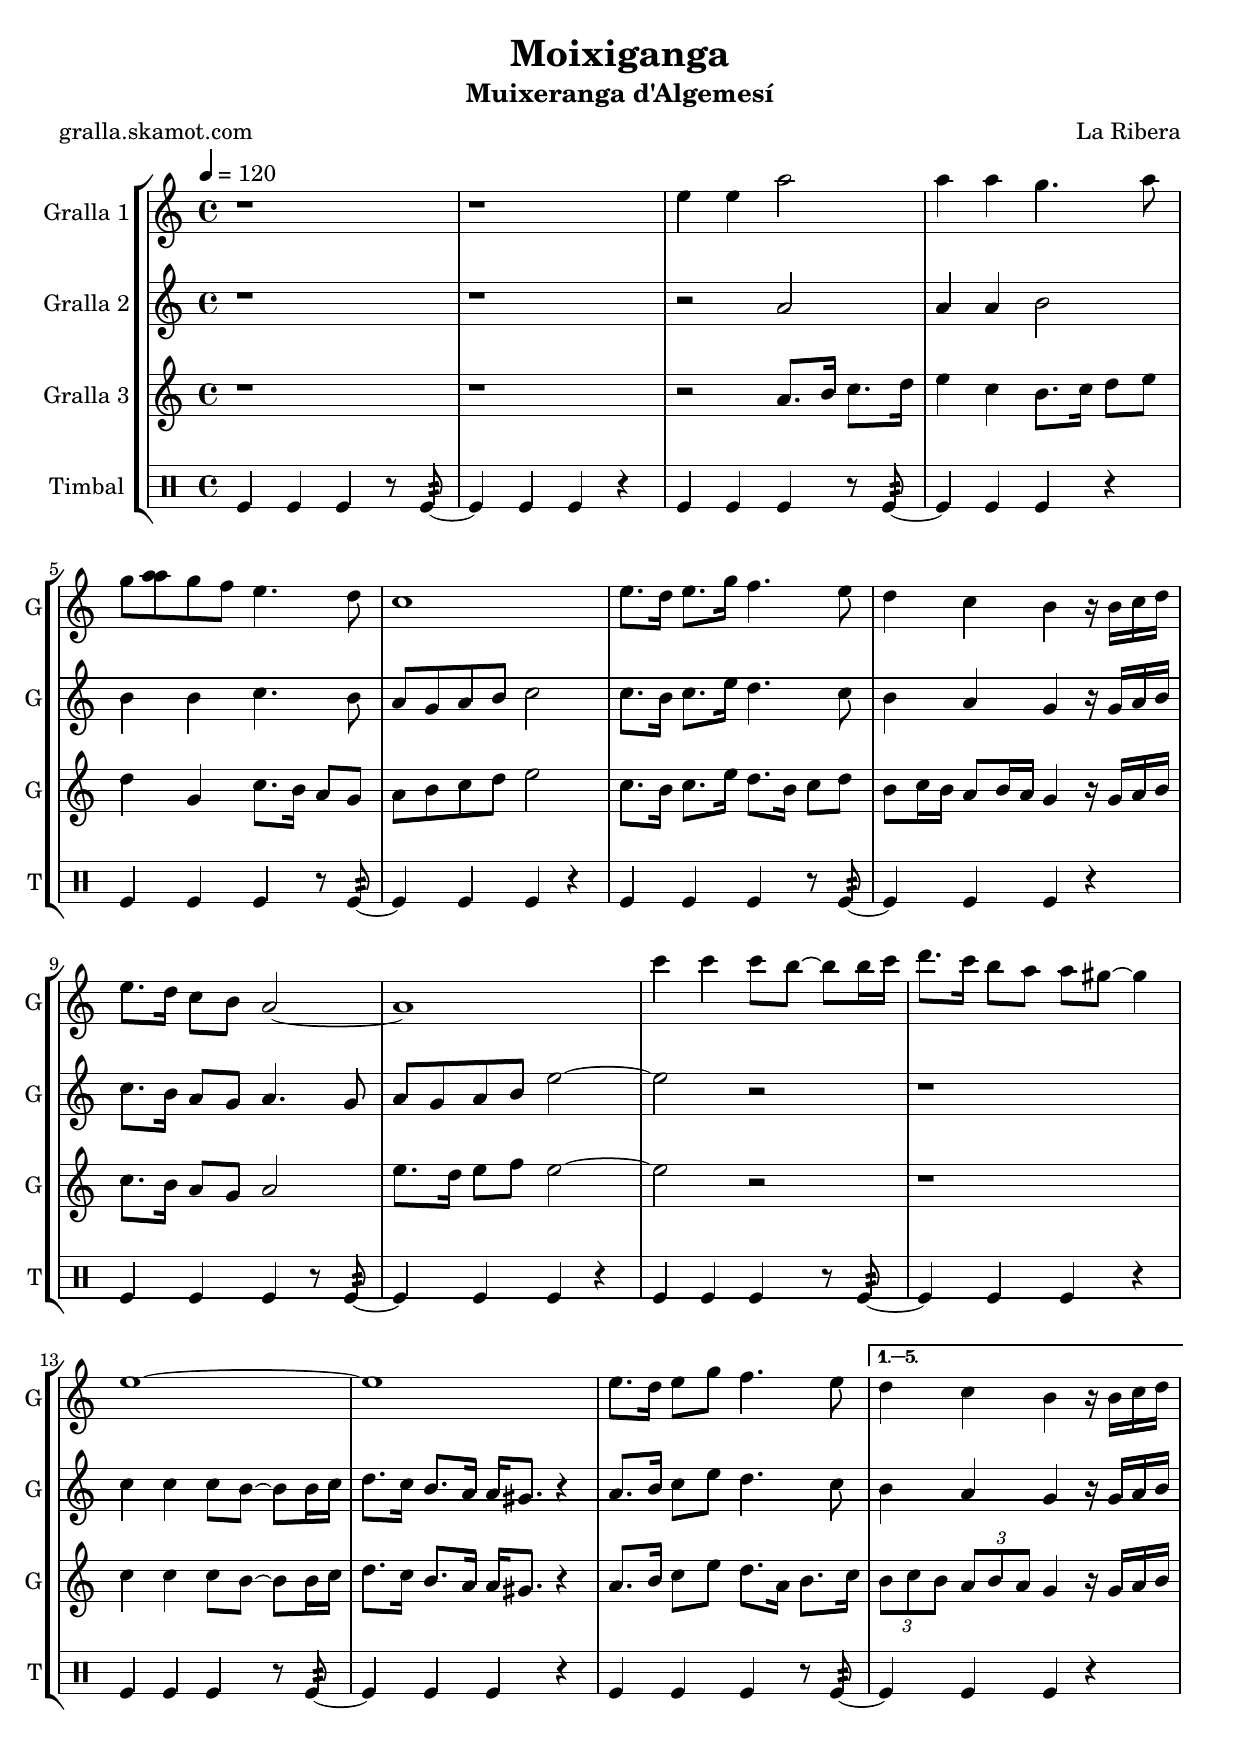 Moixiganga
Muixeranga d'Algemesí
gralla.skamot.com
La Ribera
= 120
Gralla 1
Gralla 2
Gralla 3
Timbal
5
G
G
G
T
9
G
G
G
T
13
1.—5.
G
G
G
3
3
T